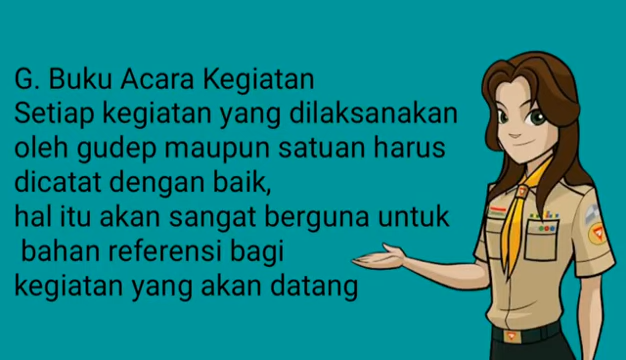 G. Buku Acara Kegiatan
Setiap kegiatan yang dilaksanakan
oleh gudep maupun satuan harus
dicatat dengan baik,
hal itu akan sangat berguna untuk
bahan referensi bagi
kegiatan yang akan datang